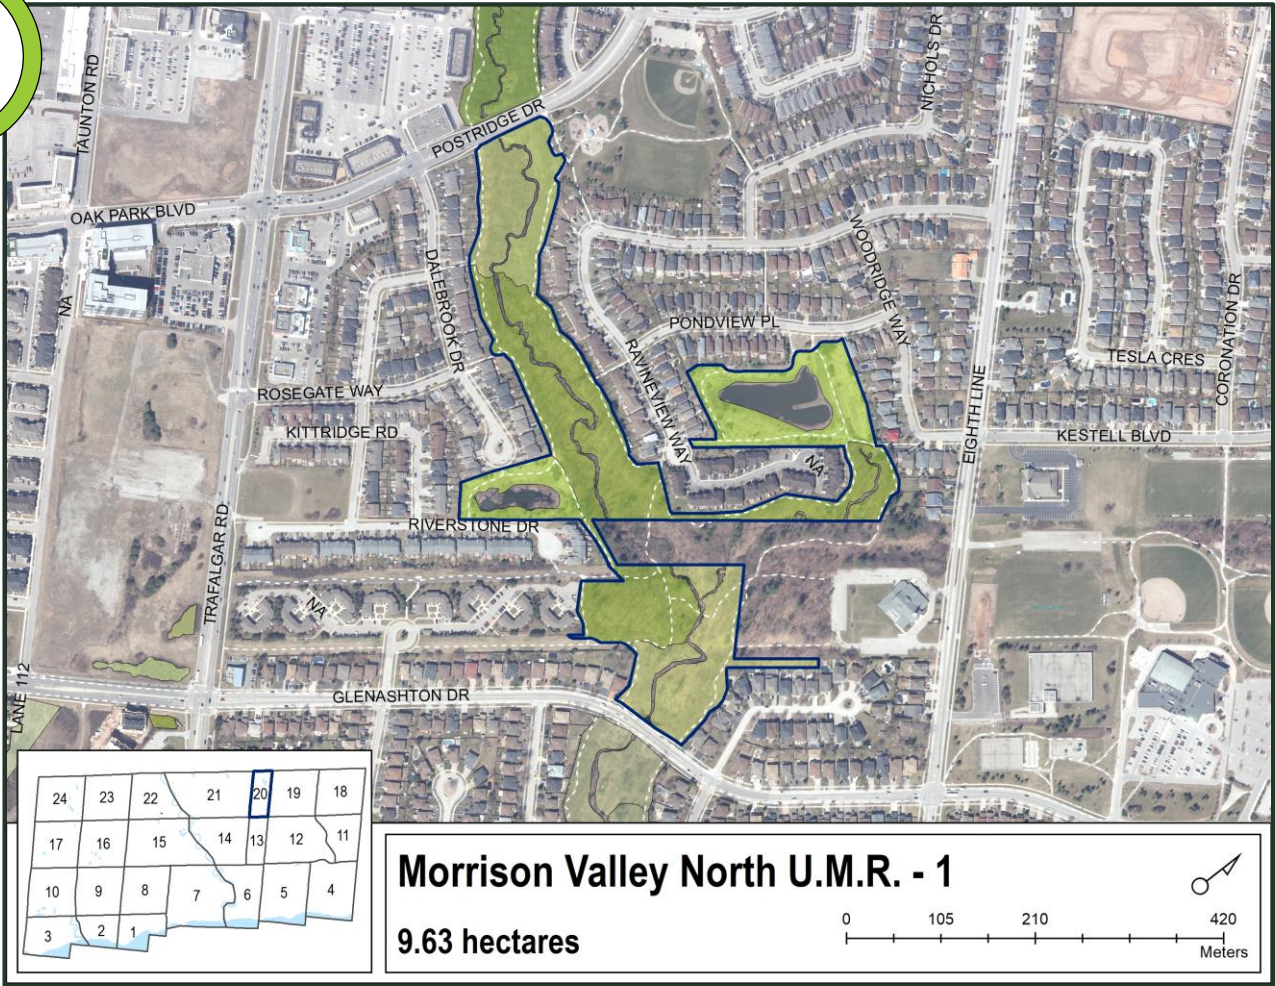 TAUNTON RD
NICHOLS DR
POSTRIDGE DR
OAK PARK BLVD
WOODRIDGE WAY
DALEBROOK DR
NA
PONDVIEW PL
RAVINEVIEW WAY
TESLA CRES
CORONATION DR
ROSEGATE WAY
EIGHTH LINE
KITTRIDGE RD
KESTELL BLVD
NA
RIVERSTONE DR
TRAFALGAR RD
NA
LANE 112
GLENASHTON DR
24 23 22 21 20 19 18
17 16 15 14 13 12 11
10 9 8 7 6 5 4
3 2 1
Morrison Valley North U.M.R. - 1
9.63 hectares
0 105 210 420
Meters